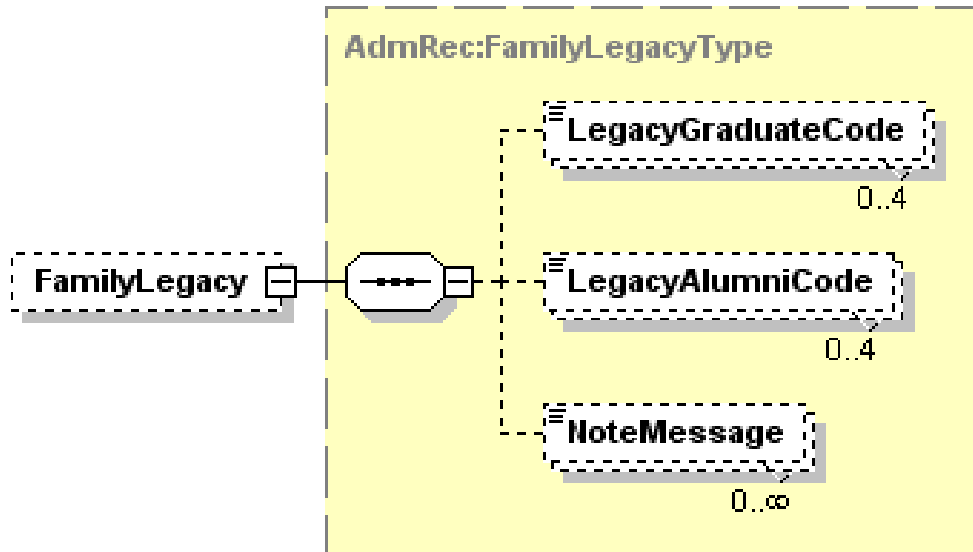 AdmRec:FamilyLegacyType
LegacyGraduateCode
0..4
FamilyLegacy
LegacyAlumniCode
0..4
NoteMessage
0..∞